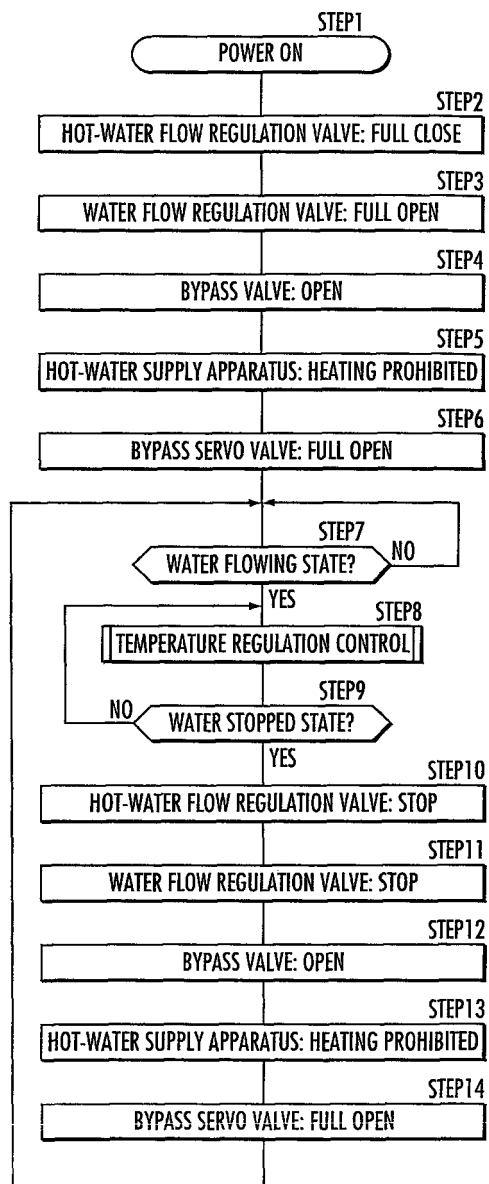 STEP1
POWER ON
STEP2
HOT-WATER FLOW REGULATION VALVE: FULL CLOSE
STEP3
WATER FLOW REGULATION VALVE: FULL OPEN
STEP4
BYPASS VALVE: OPEN
STEP5
HOT-WATER SUPPLY APPARATUS: HEATING PROHIBITED
STEP6
BYPASS SERVO VALVE: FULL OPEN
STEP7
WATER FLOWING STATE?
NO
YES
STEP8
TEMPERATURE REGULATION CONTROL
STEP9
NO
WATER STOPPED STATE?
YES
STEP10
HOT-WATER FLOW REGULATION VALVE: STOP
STEP11
WATER FLOW REGULATION VALVE: STOP
STEP12
BYPASS VALVE: OPEN
STEP13
HOT-WATER SUPPLY APPARATUS: HEATING PROHIBITED
STEP14
BYPASS SERVO VALVE: FULL OPEN